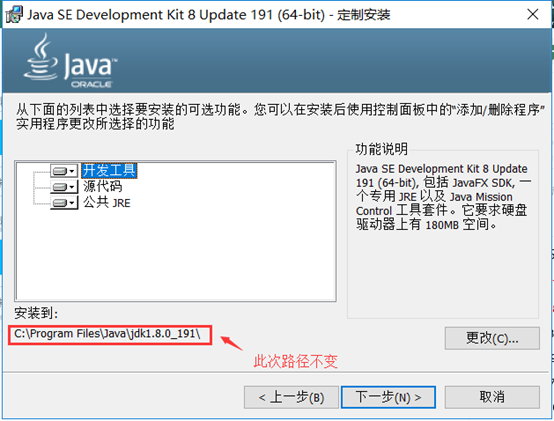 Java SE Development Kit 8 Update 191 (64-bit) - 定制安装
Java™
ORACLE
从下面的列表中选择要安装的可选功能。您可以在安装后使用控制面板中的“添加/删除程序”
实用程序更改所选择的功能
开发工具
源代码
公共 JRE
功能说明
Java SE Development Kit 8 Update
191 (64-bit), 包括 JavaFX SDK, 一
个专用 JRE 以及 Java Mission
Control 工具套件。它要求硬盘
驱动器上有 180MB 空间。
安装到:
C:\Program Files\Java\jdk1.8.0_191\
更改(C)...
此次路径不变
< 上一步(B)
下一步(N) >
取消